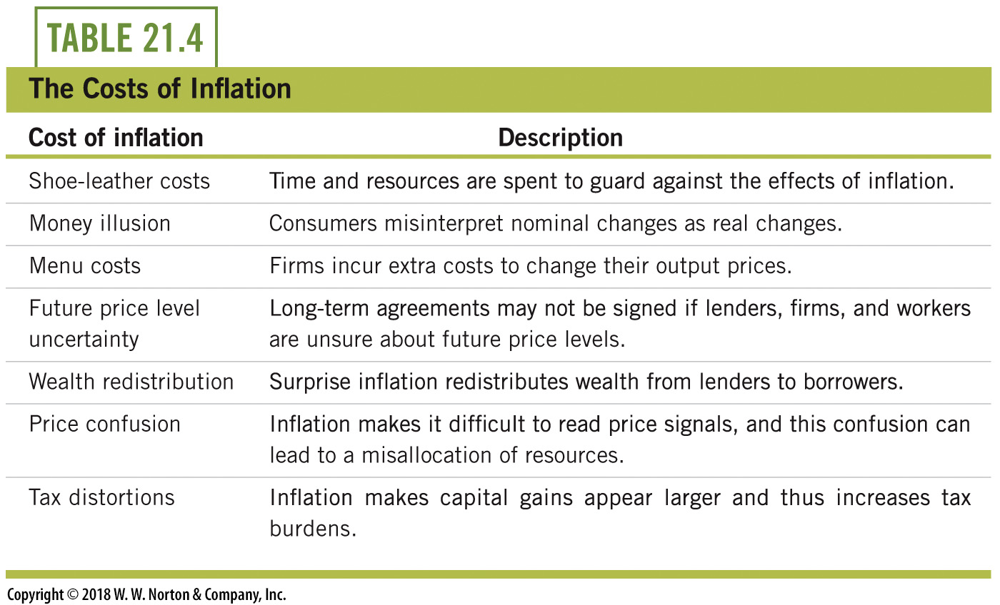 TABLE 21.4
The Costs of Inflation
Cost of inflation Description
Shoe-leather costs Time and resources are spent to guard against the effects of inflation.
Money illusion Consumers misinterpret nominal changes as real changes.
Menu costs Firms incur extra costs to change their output prices.
Future price level Long-term agreements may not be signed if lenders, firms, and workers
uncertainty are unsure about future price levels.
Wealth redistribution Surprise inflation redistributes wealth from lenders to borrowers.
Price confusion Inflation makes it difficult to read price signals, and this confusion can
lead to a misallocation of resources.
Tax distortions Inflation makes capital gains appear larger and thus increases tax
burdens.
Copyright © 2018 W. W. Norton & Company, Inc.